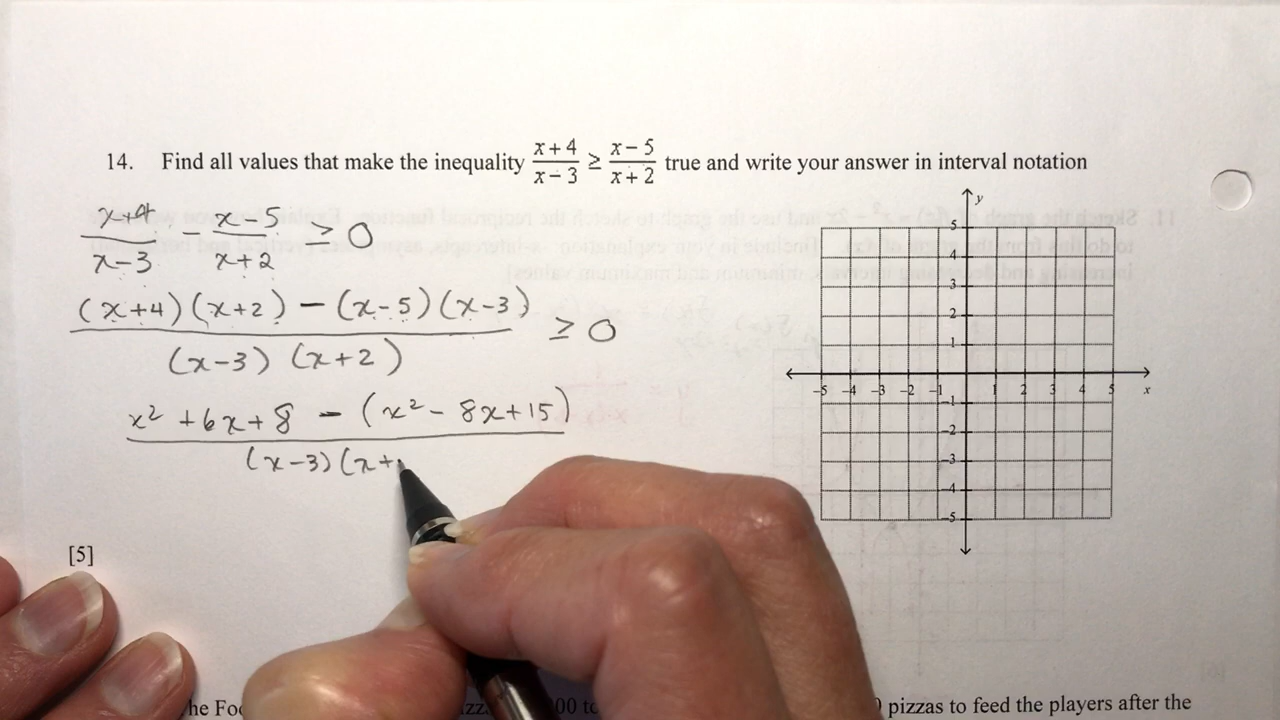 14. Find all values that make the inequality (x + 4)/(x − 3) ≥ (x − 5)/(x + 2) true and write your answer in interval notation
(x+4)/(x−3) − (x−5)/(x+2) ≥ 0
((x+4)(x+2) − (x−5)(x−3))/((x−3)(x+2)) ≥ 0
(x² + 6x + 8 − (x² − 8x + 15))/((x−3)(x+
[5]
y
5
4
3
2
1
−5 −4 −3 −2 −1 1 2 3 4 5 x
−1
−2
−3
−4
−5
he pizzas to feed the players after the